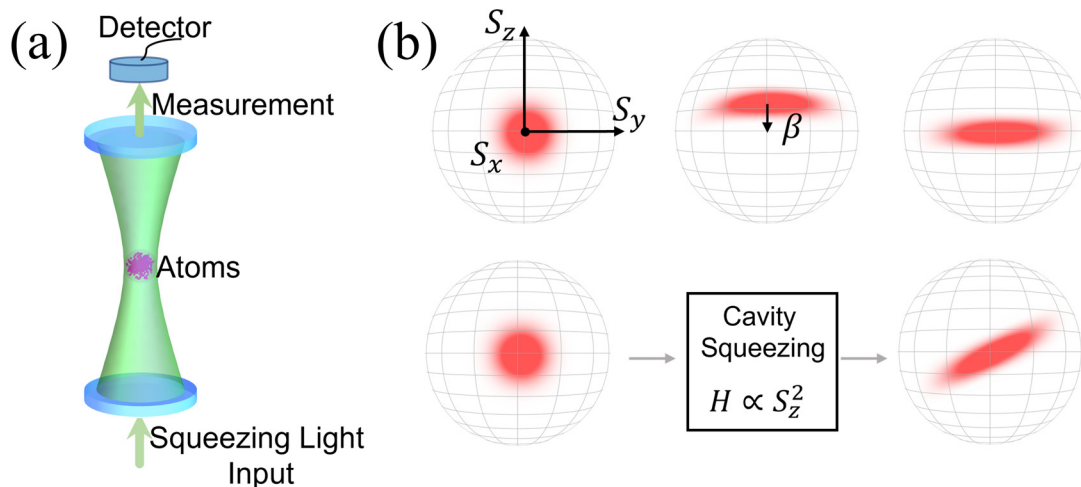 (a)
Detector
Measurement
Atoms
Squeezing Light
Input
(b)
S_z
S_y
S_x
β
Cavity
Squeezing
H ∝ S_z^2